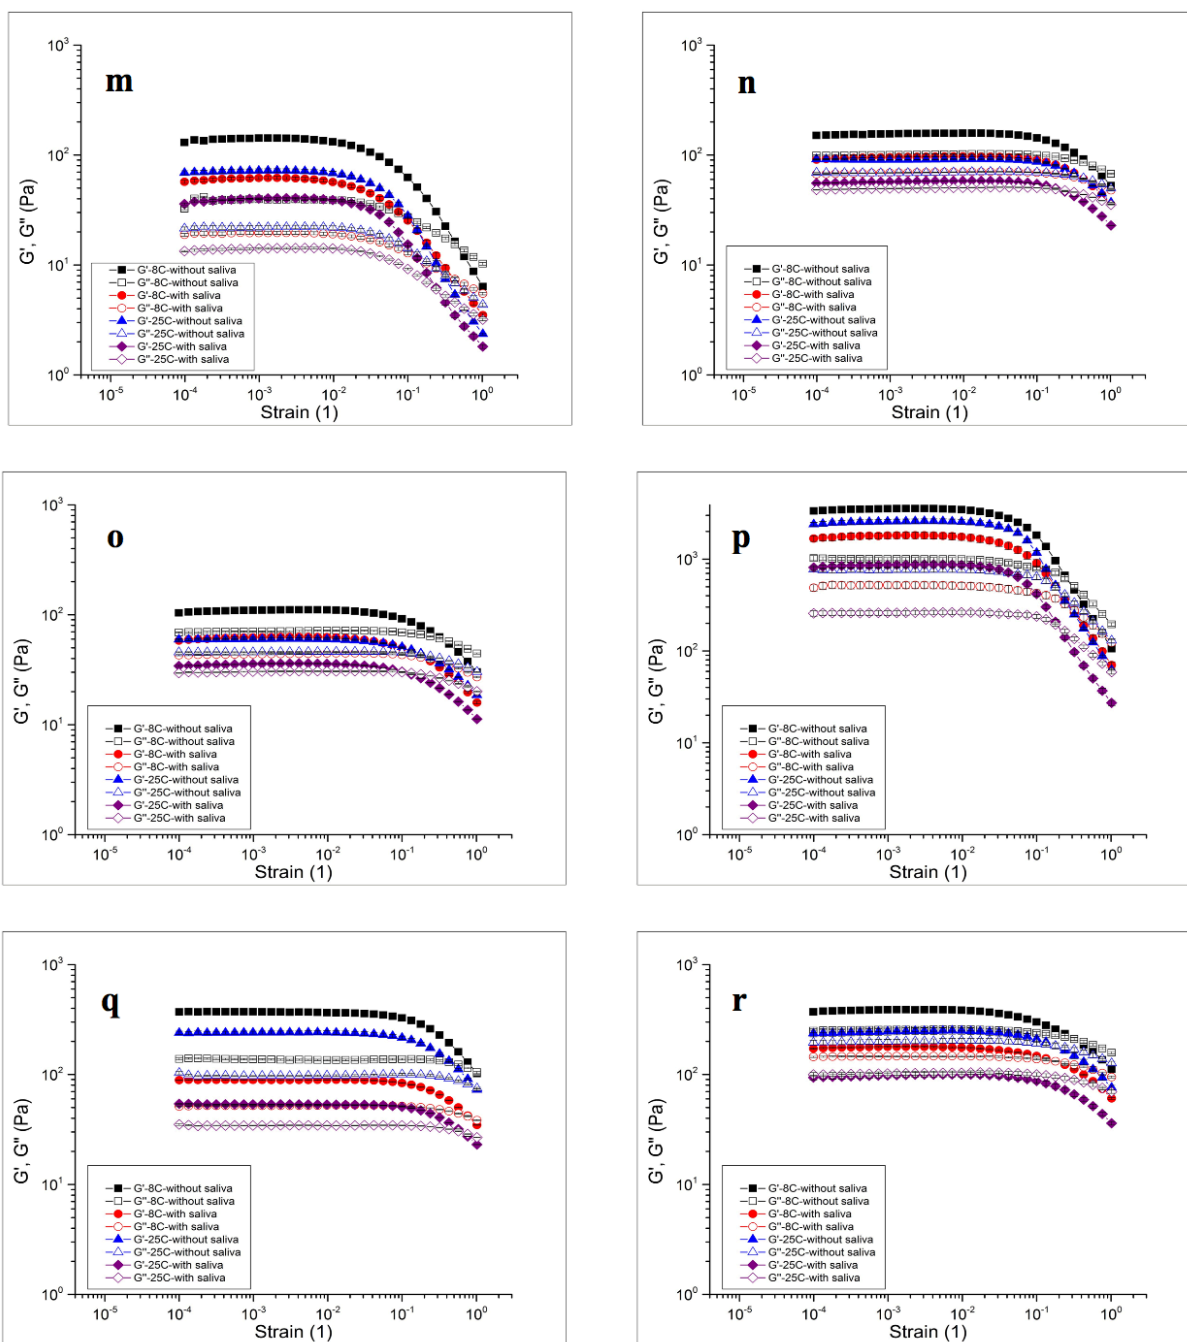 m
10³
10²
10¹
10⁰
G', G'' (Pa)
G'-8C-without saliva
G''-8C-without saliva
G'-8C-with saliva
G''-8C-with saliva
G'-25C-without saliva
G''-25C-without saliva
G'-25C-with saliva
G''-25C-with saliva
10⁻⁵ 10⁻⁴ 10⁻³ 10⁻² 10⁻¹ 10⁰
Strain (1)
n
10³
10²
10¹
10⁰
G', G'' (Pa)
G'-8C-without saliva
G''-8C-without saliva
G'-8C-with saliva
G''-8C-with saliva
G'-25C-without saliva
G''-25C-without saliva
G'-25C-with saliva
G''-25C-with saliva
10⁻⁵ 10⁻⁴ 10⁻³ 10⁻² 10⁻¹ 10⁰
Strain (1)
o
10³
10²
10¹
10⁰
G', G'' (Pa)
G'-8C-without saliva
G''-8C-without saliva
G'-8C-with saliva
G''-8C-with saliva
G'-25C-without saliva
G''-25C-without saliva
G'-25C-with saliva
G''-25C-with saliva
10⁻⁵ 10⁻⁴ 10⁻³ 10⁻² 10⁻¹ 10⁰
Strain (1)
p
10³
10²
10¹
10⁰
G', G'' (Pa)
G'-8C-without saliva
G''-8C-without saliva
G'-8C-with saliva
G''-8C-with saliva
G'-25C-without saliva
G''-25C-without saliva
G'-25C-with saliva
G''-25C-with saliva
10⁻⁵ 10⁻⁴ 10⁻³ 10⁻² 10⁻¹ 10⁰
Strain (1)
q
10³
10²
10¹
10⁰
G', G'' (Pa)
G'-8C-without saliva
G''-8C-without saliva
G'-8C-with saliva
G''-8C-with saliva
G'-25C-without saliva
G''-25C-without saliva
G'-25C-with saliva
G''-25C-with saliva
10⁻⁵ 10⁻⁴ 10⁻³ 10⁻² 10⁻¹ 10⁰
Strain (1)
r
10³
10²
10¹
10⁰
G', G'' (Pa)
G'-8C-without saliva
G''-8C-without saliva
G'-8C-with saliva
G''-8C-with saliva
G'-25C-without saliva
G''-25C-without saliva
G'-25C-with saliva
G''-25C-with saliva
10⁻⁵ 10⁻⁴ 10⁻³ 10⁻² 10⁻¹ 10⁰
Strain (1)